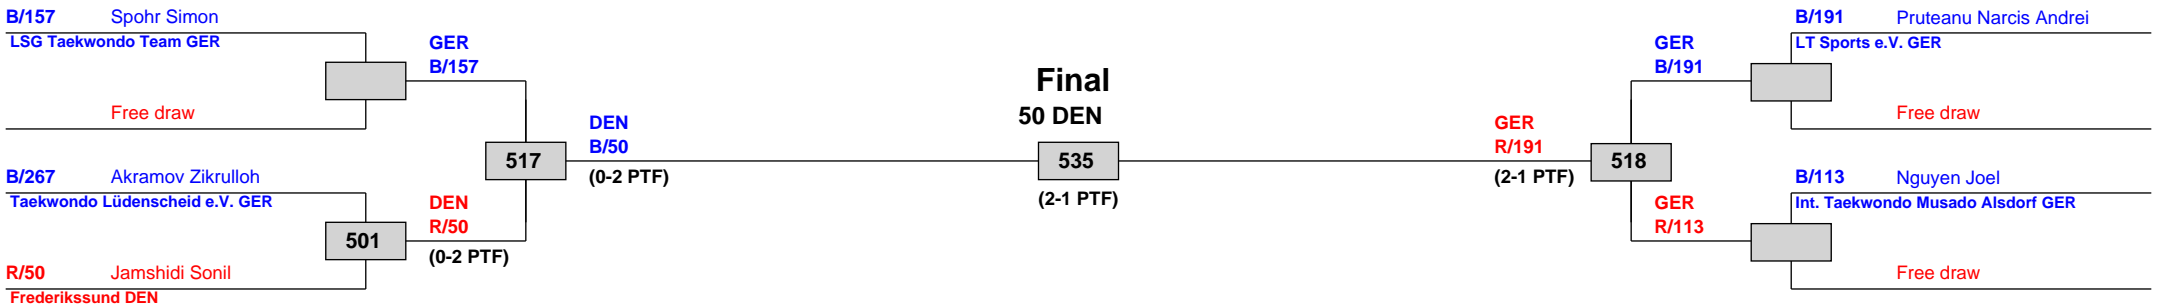 B/157 Spohr Simon
LSG Taekwondo Team GER
Free draw
B/267 Akramov Zikrulloh
Taekwondo Lüdenscheid e.V. GER
R/50 Jamshidi Sonil
Frederikssund DEN
GER
B/157
501
DEN
R/50
(0-2 PTF)
517
DEN
B/50
(0-2 PTF)
Final
50 DEN
535
(2-1 PTF)
GER
R/191
(2-1 PTF)
518
GER
B/191
GER
R/113
B/191 Pruteanu Narcis Andrei
LT Sports e.V. GER
Free draw
B/113 Nguyen Joel
Int. Taekwondo Musado Alsdorf GER
Free draw